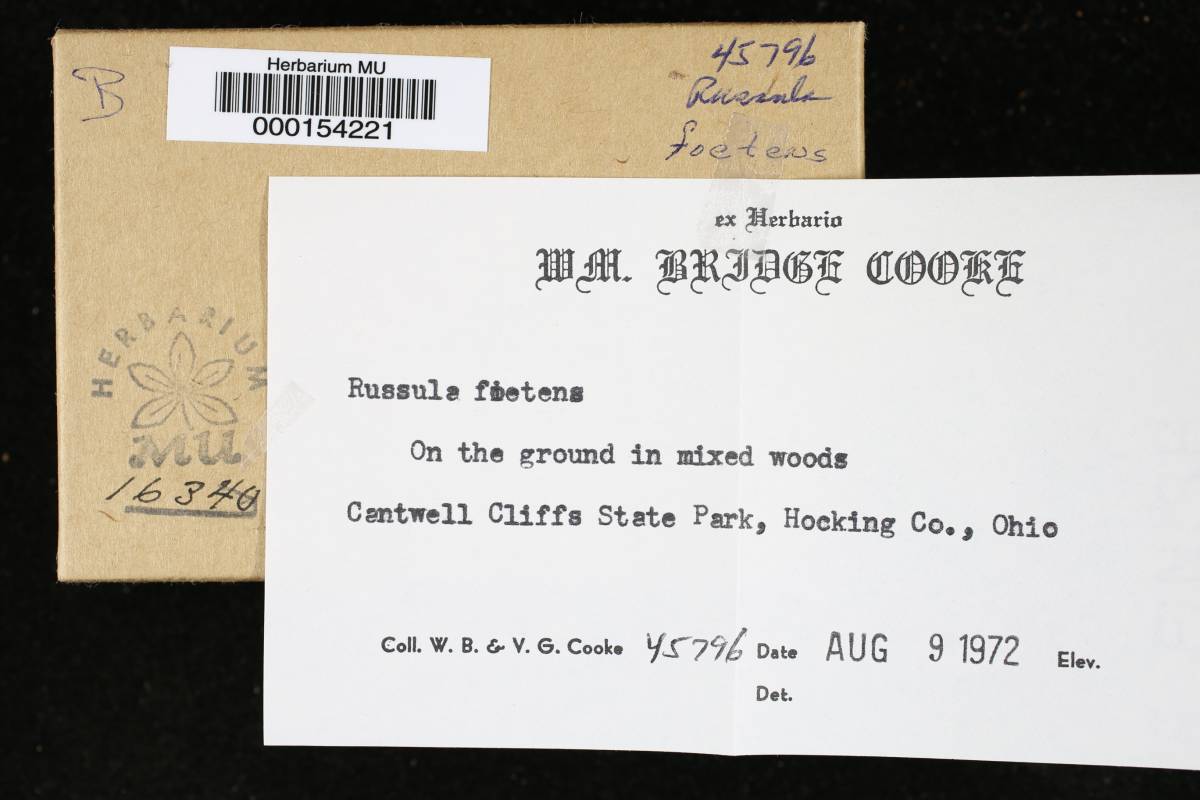 B
Herbarium MU
000154221
45796
Russula
foetens
HERBARIUM
MU
16340
ex Herbario
WM. BRIDGE COOKE
Russula foetens
On the ground in mixed woods
Cantwell Cliffs State Park, Hocking Co., Ohio
Coll. W. B. & V. G. Cooke 45796 Date AUG 9 1972 Elev.
Det.